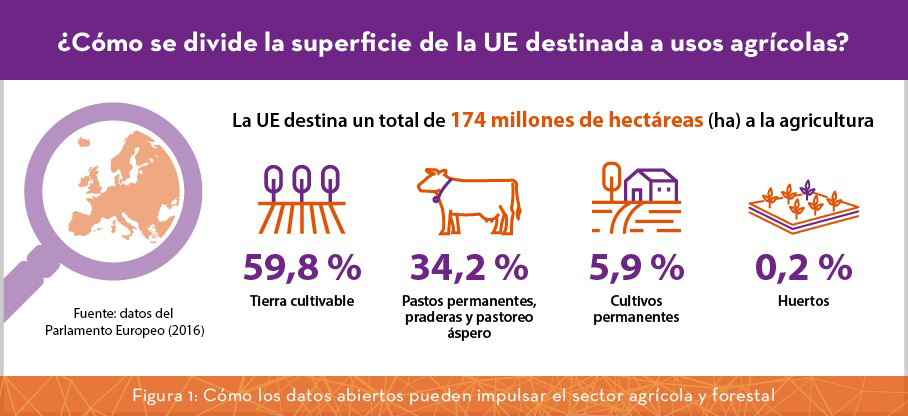 ¿Cómo se divide la superficie de la UE destinada a usos agrícolas?
La UE destina un total de 174 millones de hectáreas (ha) a la agricultura
59,8 %
Tierra cultivable
34,2 %
Pastos permanentes,
praderas y pastoreo
áspero
5,9 %
Cultivos
permanentes
0,2 %
Huertos
Fuente: datos del
Parlamento Europeo (2016)
Figura 1: Cómo los datos abiertos pueden impulsar el sector agrícola y forestal